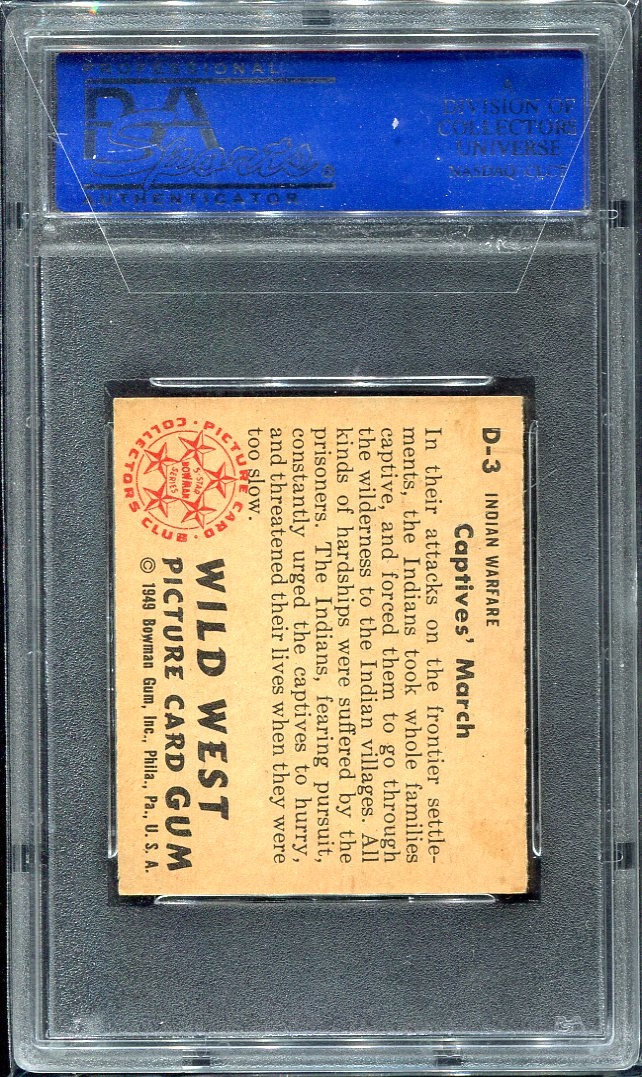 PROFESSIONAL
PSA
Sports
AUTHENTICATOR
A
DIVISION OF
COLLECTORS
UNIVERSE
NASDAQ: CLCT
D-3 INDIAN WARFARE
Captives' March
In their attacks on the frontier settle-
ments, the Indians took whole families
captive, and forced them to go through
the wilderness to the Indian villages. All
kinds of hardships were suffered by the
prisoners. The Indians, fearing pursuit,
constantly urged the captives to hurry,
and threatened their lives when they were
too slow.
PICTURE CARD · COLLECTORS CLUB ·
5-STAR
BOWMAN
SERIES
WILD WEST
PICTURE CARD GUM
© 1949 Bowman Gum, Inc., Phila., Pa., U. S. A.
PSA